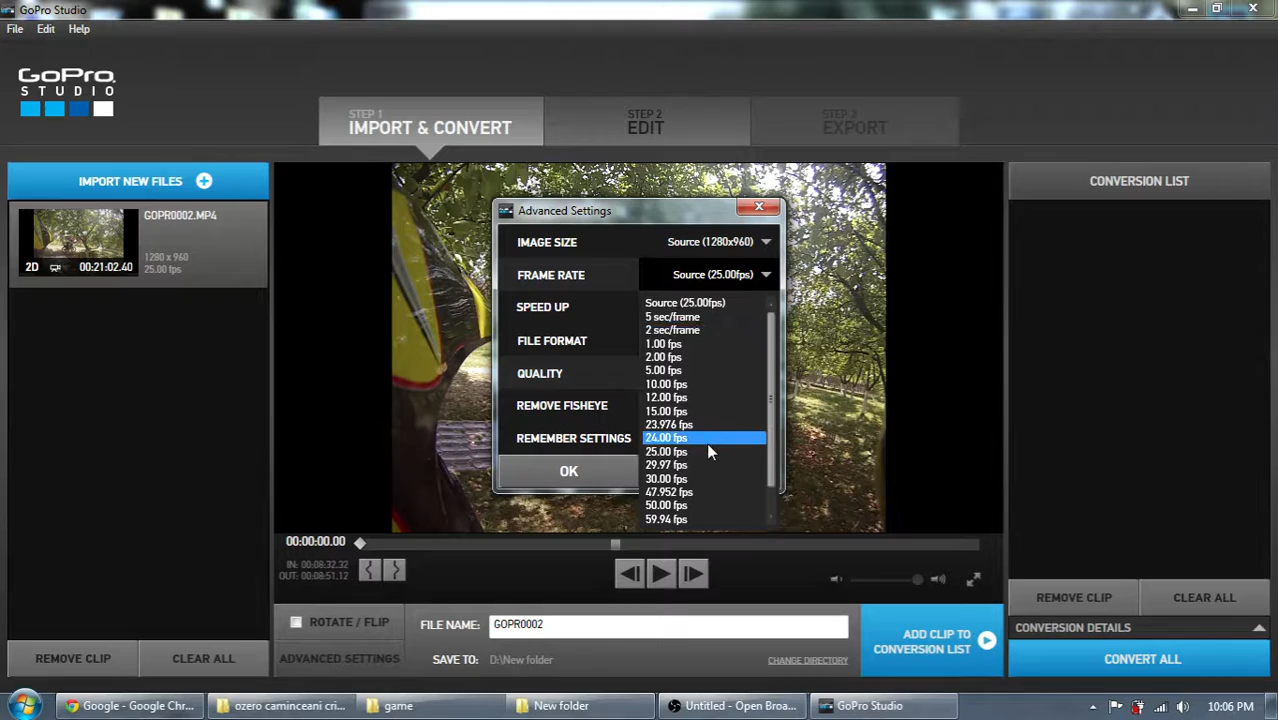 GoPro Studio
File Edit Help
GoPro
STUDIO
STEP 1
IMPORT & CONVERT
STEP 2
EDIT
STEP 3
EXPORT
IMPORT NEW FILES
GOPR0002.MP4
1280 x 960
25.00 fps
2D 00:21:02.40
CONVERSION LIST
Advanced Settings
IMAGE SIZE Source (1280x960)
FRAME RATE Source (25.00fps)
SPEED UP
FILE FORMAT
QUALITY
REMOVE FISHEYE
REMEMBER SETTINGS
OK
Source (25.00fps)
5 sec/frame
2 sec/frame
1.00 fps
2.00 fps
5.00 fps
10.00 fps
12.00 fps
15.00 fps
23.976 fps
24.00 fps
25.00 fps
29.97 fps
30.00 fps
47.952 fps
50.00 fps
59.94 fps
00:00:00.00
IN: 00:08:32.32
OUT: 00:08:51.12
ROTATE / FLIP
ADVANCED SETTINGS
FILE NAME: GOPR0002
SAVE TO: D:\New folder
CHANGE DIRECTORY
ADD CLIP TO
CONVERSION LIST
REMOVE CLIP CLEAR ALL
CONVERSION DETAILS
CONVERT ALL
REMOVE CLIP CLEAR ALL
Google - Google Chr...
ozero caminceani cri...
game
New folder
Untitled - Open Broa...
GoPro Studio
10:06 PM